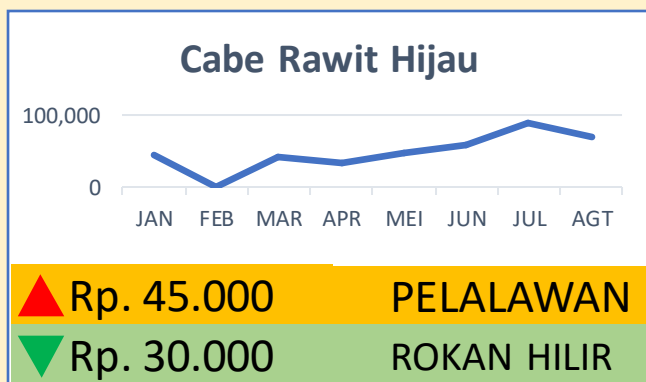 Cabe Rawit Hijau
100,000
0
JAN FEB MAR APR MEI JUN JUL AGT
Rp. 45.000 PELALAWAN
Rp. 30.000 ROKAN HILIR